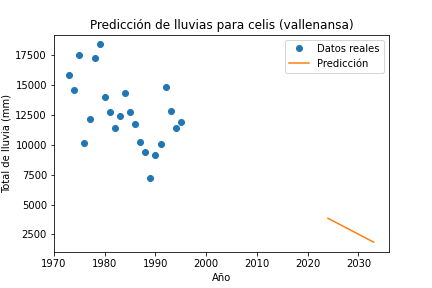 Predicción de lluvias para celis (vallenansa)
Datos reales
Predicción
Total de lluvia (mm)
17500
15000
12500
10000
7500
5000
2500
1970 1980 1990 2000 2010 2020 2030
Año